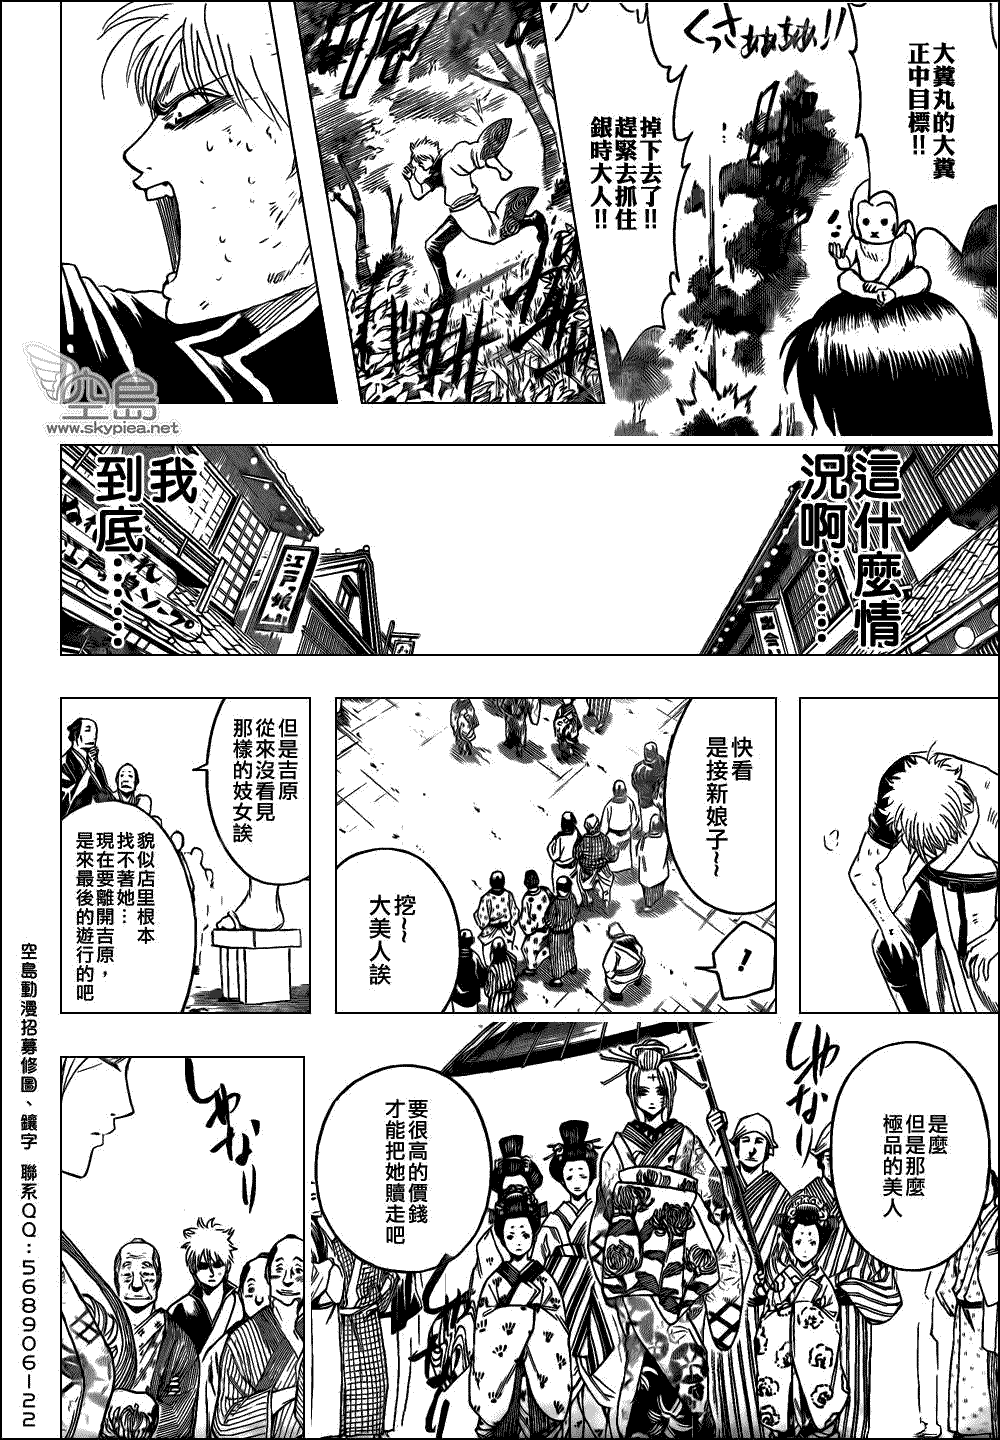 大糞丸的大糞
正中目標!!
くっさぁぁぁぁぁ!!
掉下去了!!
趕緊去抓住
銀時大人!!
空島
www.skypiea.net
這什麼情
況啊……
我
到底……
江戸娘
快看
是接新娘子~
!
挖~
大美人誒
但是吉原
從來沒看見
那樣的妓女誒
貌似店里根本
找不著她…
現在要離開吉原，
是來最後的遊行的吧
是麼
但是那麼
極品的美人
しゃなり
要很高的價錢
才能把她贖走吧
しゃなり
空島動漫招募修圖、鑲字 聯系QQ:568906-22